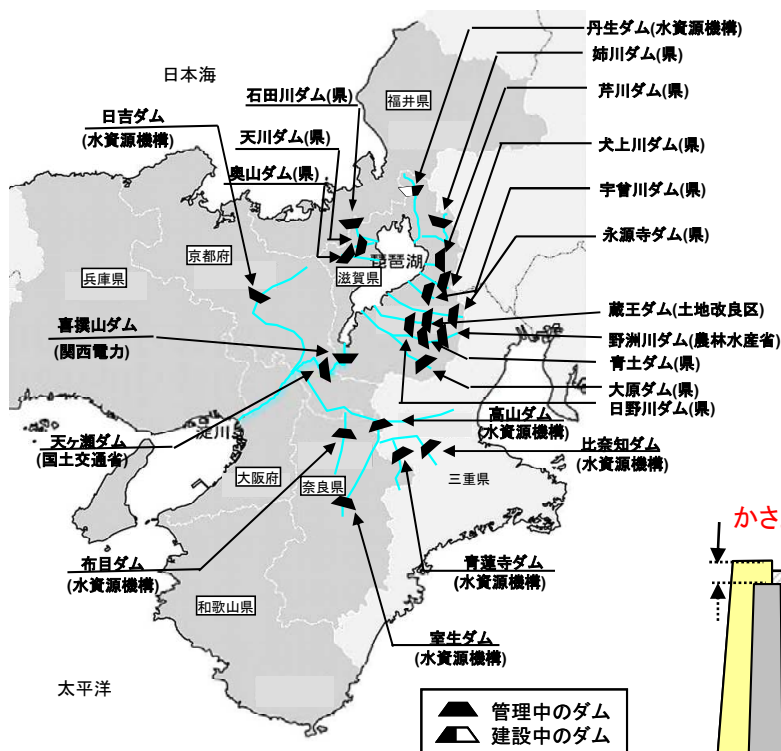 丹生ダム(水資源機構)
姉川ダム(県)
芹川ダム(県)
犬上川ダム(県)
宇曽川ダム(県)
永源寺ダム(県)
蔵王ダム(土地改良区)
野洲川ダム(農林水産省)
青土ダム(県)
大原ダム(県)
日野川ダム(県)
日本海
福井県
石田川ダム(県)
天川ダム(県)
奥山ダム(県)
日吉ダム
(水資源機構)
京都府
兵庫県
滋賀県
琵琶湖
喜撰山ダム
(関西電力)
天ヶ瀬ダム
(国土交通省)
淀川
大阪府
奈良県
三重県
高山ダム
(水資源機構)
比奈知ダム
(水資源機構)
布目ダム
(水資源機構)
青蓮寺ダム
(水資源機構)
室生ダム
(水資源機構)
和歌山県
太平洋
かさ
管理中のダム
建設中のダム